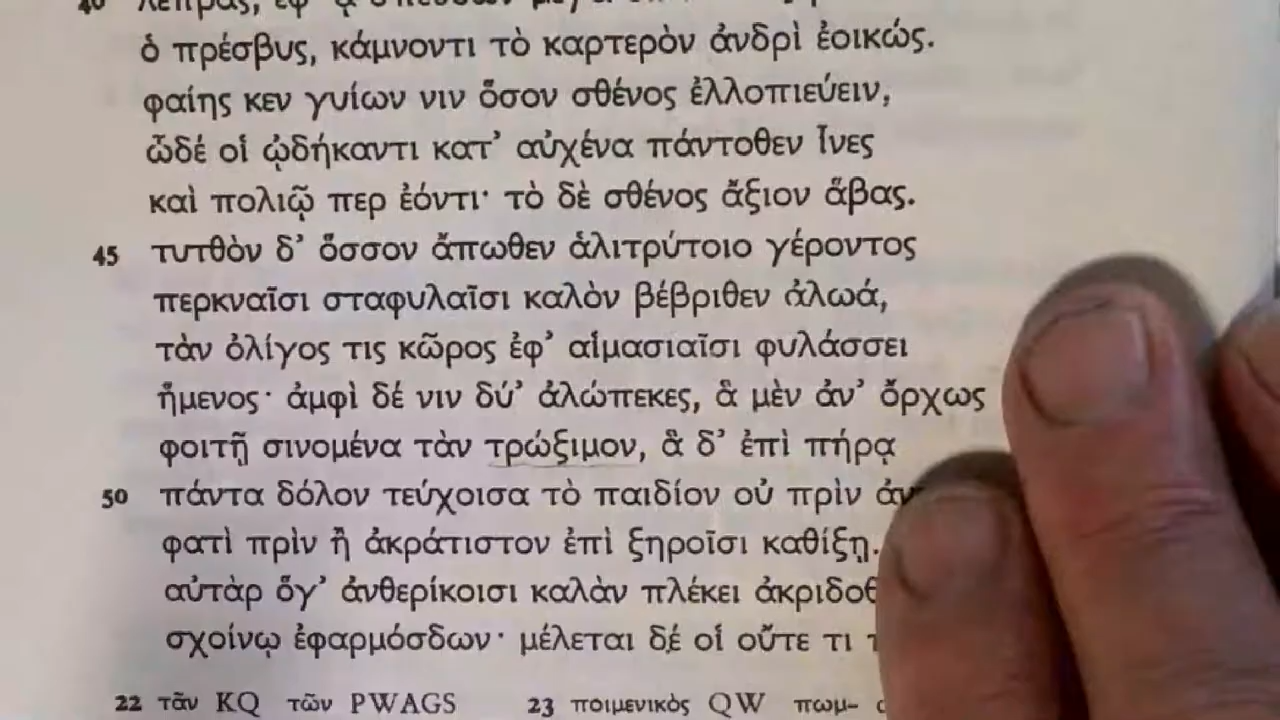 40
ὁ πρέσβυς, κάμνοντι τὸ καρτερὸν ἀνδρὶ ἐοικώς.
φαίης κεν γυίων νιν ὅσον σθένος ἐλλοπιεύειν,
ὧδέ οἱ ᾠδήκαντι κατ’ αὐχένα πάντοθεν ἶνες
καὶ πολιῷ περ ἐόντι· τὸ δὲ σθένος ἄξιον ἅβας.
45 τυτθὸν δ’ ὅσσον ἄπωθεν ἁλιτρύτοιο γέροντος
περκναῖσι σταφυλαῖσι καλὸν βέβριθεν ἀλωά,
τὰν ὀλίγος τις κῶρος ἐφ’ αἱμασιαῖσι φυλάσσει
ἥμενος· ἀμφὶ δέ νιν δύ’ ἀλώπεκες, ἃ μὲν ἀν’ ὄρχως
φοιτῇ σινομένα τὰν τρώξιμον, ἃ δ’ ἐπὶ πήρᾳ
50 πάντα δόλον τεύχοισα τὸ παιδίον οὐ πρὶν
φατὶ πρὶν ἢ ἀκράτιστον ἐπὶ ξηροῖσι καθίξῃ.
αὐτὰρ ὅγ’ ἀνθερίκοισι καλὰν πλέκει
σχοίνῳ ἐφαρμόσδων· μέλεται δέ οἱ οὔτε τι
22 τᾶν KQ τῶν PWAGS 23 ποιμενικὸς QW πωμ–